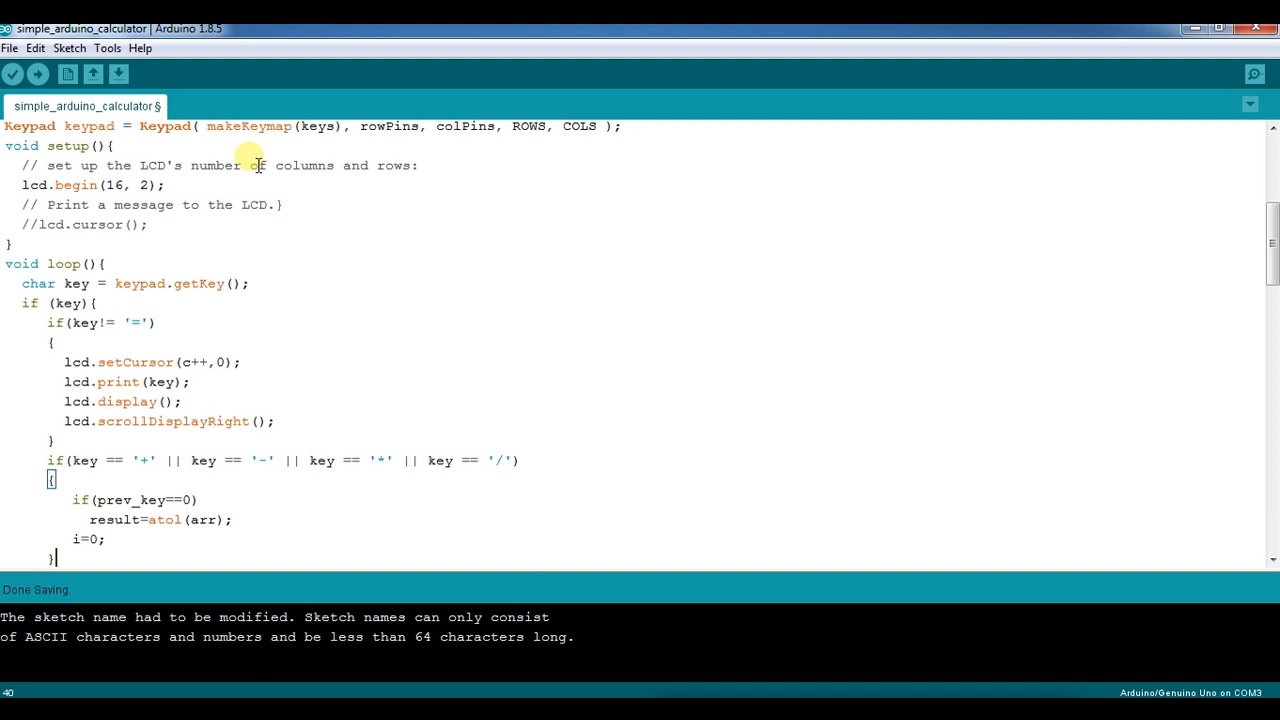 simple_arduino_calculator | Arduino 1.8.5
File Edit Sketch Tools Help
simple_arduino_calculator §
Keypad keypad = Keypad( makeKeymap(keys), rowPins, colPins, ROWS, COLS );
void setup(){
// set up the LCD's number of columns and rows:
lcd.begin(16, 2);
// Print a message to the LCD.}
//lcd.cursor();
}
void loop(){
char key = keypad.getKey();
if (key){
if(key!= '=')
{
lcd.setCursor(c++,0);
lcd.print(key);
lcd.display();
lcd.scrollDisplayRight();
}
if(key == '+' || key == '-' || key == '*' || key == '/')
{
if(prev_key==0)
result=atol(arr);
i=0;
}
Done Saving.
The sketch name had to be modified. Sketch names can only consist
of ASCII characters and numbers and be less than 64 characters long.
40
Arduino/Genuino Uno on COM3